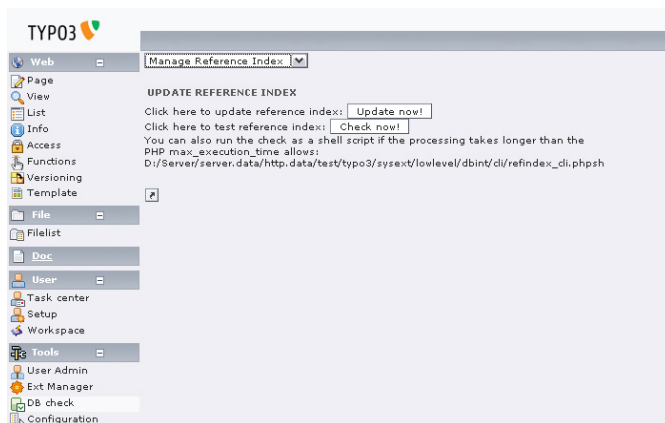 TYPO3
Web
Page
View
List
Info
Access
Functions
Versioning
Template
File
Filelist
Doc
User
Task center
Setup
Workspace
Tools
User Admin
Ext Manager
DB check
Configuration
Manage Reference Index
UPDATE REFERENCE INDEX
Click here to update reference index: Update now!
Click here to test reference index: Check now!
You can also run the check as a shell script if the processing takes longer than the
PHP max_execution_time allows:
D:/Server/server.data/http.data/test/typo3/sysext/lowlevel/dbint/cli/refindex_cli.phpsh